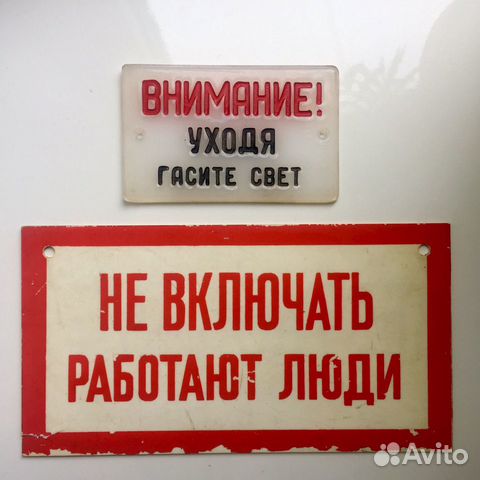 ВНИМАНИЕ!
УХОДЯ
ГАСИТЕ СВЕТ
НЕ ВКЛЮЧАТЬ
РАБОТАЮТ ЛЮДИ
Avito